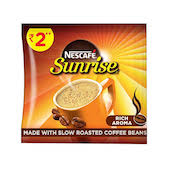 ₹2**
NESCAFÉ
Sunrise
RICH
AROMA
MADE WITH SLOW ROASTED COFFEE BEANS